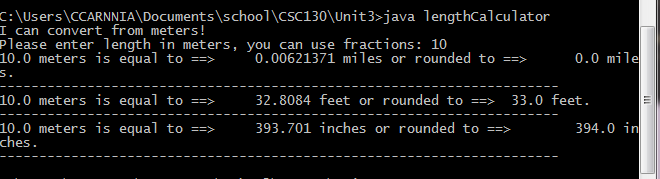 C:\Users\CCARNNIA\Documents\school\CSC130\Unit3>java lengthCalculator
I can convert from meters!
Please enter length in meters, you can use fractions: 10
10.0 meters is equal to ==>     0.00621371 miles or rounded to ==>     0.0 mile
s.
--------------------------------------------------------------------
10.0 meters is equal to ==>     32.8084 feet or rounded to ==>  33.0 feet.
--------------------------------------------------------------------
10.0 meters is equal to ==>     393.701 inches or rounded to ==>       394.0 in
ches.
--------------------------------------------------------------------